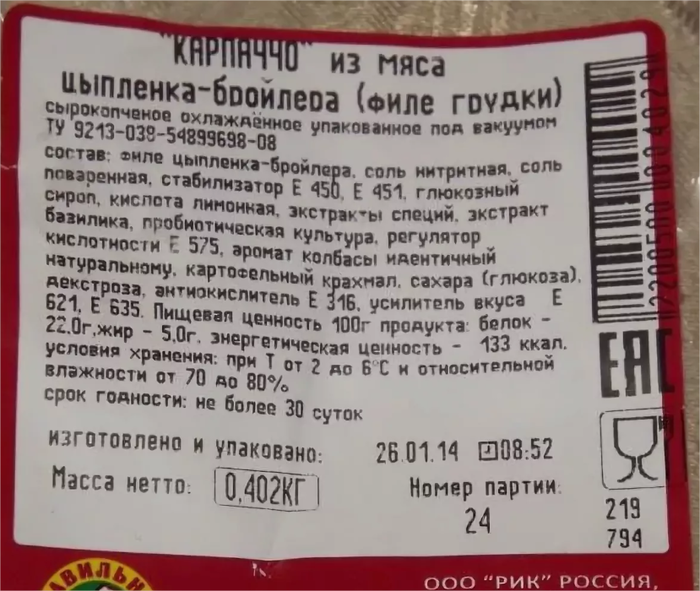 "КАРПАЧЧО" из мяса
цыпленка-бройлера (филе грудки)
сырокопченое охлаждённое упакованное под вакуумом
ТУ 9213-039-54899698-08
состав: филе цыпленка-бройлера, соль нитритная, соль
поваренная, стабилизатор Е 450, Е 451, глюкозный
сироп, кислота лимонная, экстракты специй, экстракт
базилика, пробиотическая культура, регулятор
кислотности Е 575, аромат колбасы идентичный
натуральному, картофельный крахмал, сахара (глюкоза),
декстроза, антиокислитель Е 316, усилитель вкуса Е
621, Е 635. Пищевая ценность 100г продукта: белок -
22.0г,жир - 5,0г, энергетическая ценность - 133 ккал.
условия хранения: при Т от 2 до 6°С и относительной
влажности от 70 до 80%
срок годности: не более 30 суток
изготовлено и упаковано: 26.01.14 08:52
Масса нетто: 0,402КГ
Номер партии:
24
219
794
ЕАС
ООО "РИК" РОССИЯ,